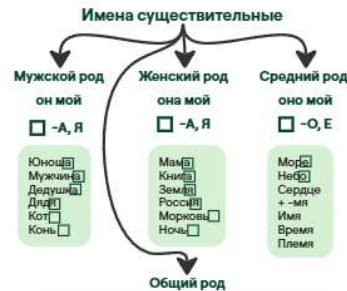 Имена существительные
Мужской род
он мой
-А, Я
Юноша
Мужчина
Дедушка
Дядя
Кот
Конь
Женский род
она мой
-А, Я
Мама
Книга
Земля
Россия
Морковь
Ночь
Средний род
оно мой
-О, Е
Море
Небо
Сердце
+ -мя
Имя
Время
Племя
Общий род